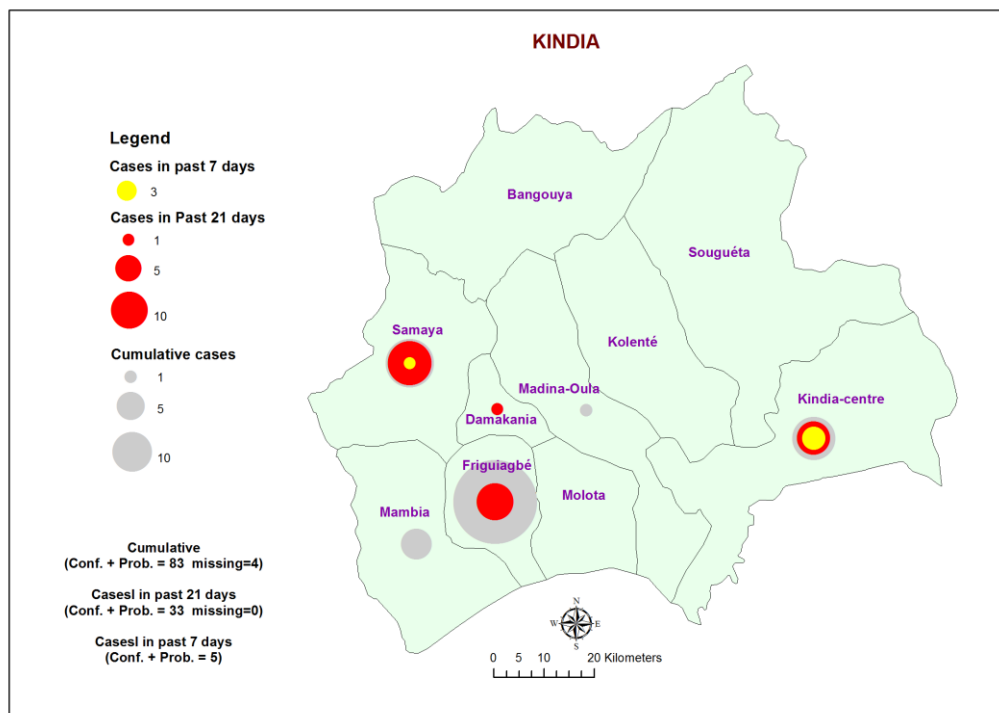 KINDIA
Legend
Cases in past 7 days
3
Cases in Past 21 days
1
5
10
Cumulative cases
1
5
10
Bangouya
Souguéta
Samaya
Kolenté
Madina-Oula
Kindia-centre
Damakania
Friguiagbé
Molota
Mambia
Cumulative
(Conf. + Prob. = 83 missing=4)
Casesl in past 21 days
(Conf. + Prob. = 33 missing=0)
Casesl in past 7 days
(Conf. + Prob. = 5)
N
W E
S
0 5 10 20 Kilometers